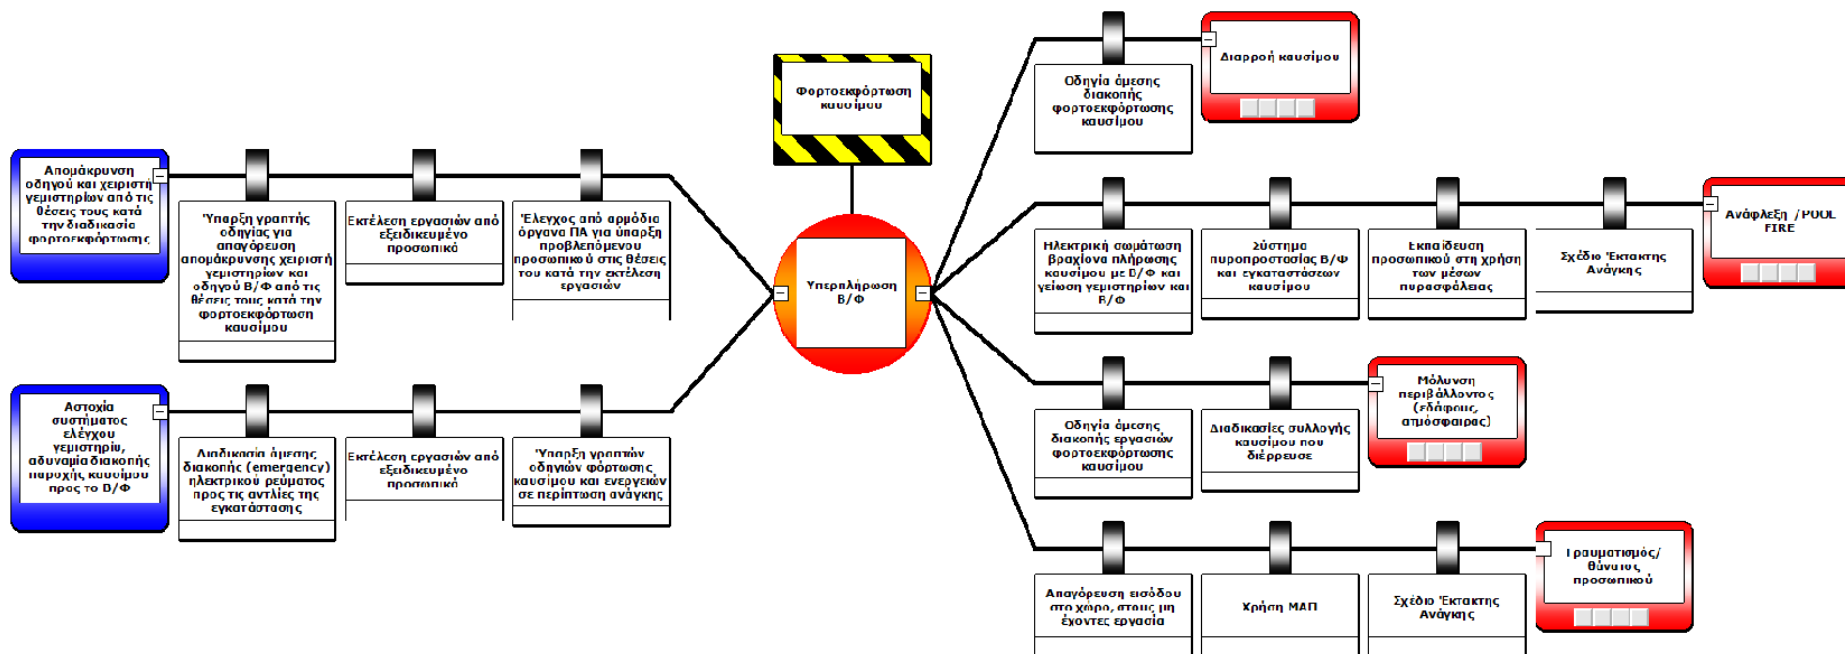 Φορτοεκφόρτωση
καυσίμου
Υπερπλήρωση
Β/Φ
Απομάκρυνση
οδηγού και χειριστή
γεμιστηρίων από τις
θέσεις τους κατά
την διαδικασία
φορτοεκφόρτωσης
Ύπαρξη γραπτής
οδηγίας για
απαγόρευση
απομάκρυνσης χειριστή
γεμιστηρίων και
οδηγού Β/Φ από τις
θέσεις τους κατά την
φορτοεκφόρτωση
καυσίμου
Εκτέλεση εργασιών από
εξειδικευμένο
προσωπικό
Έλεγχος από αρμόδια
όργανα ΠΑ για ύπαρξη
προβλεπόμενου
προσωπικού στις θέσεις
του κατά την εκτέλεση
εργασιών
Αστοχία
συστήματος
ελέγχου
γεμιστηρίυ,
αδυναμία διακοπής
παροχής καυσίμου
προς το Β/Φ
Διαδικασία άμεσης
διακοπής (emergency)
ηλεκτρικού ρεύματος
προς τις αντλίες της
εγκατάστασης
Εκτέλεση εργασιών από
εξειδικευμένο
προσωπικό
Ύπαρξη γραπτών
οδηγιών φόρτωσης
καυσίμου και ενεργειών
σε περίπτωση ανάγκης
Οδηγία άμεσης
διακοπής
φορτοεκφόρτωσης
καυσίμου
Διαρροή καυσίμου
Ηλεκτρική σωμάτωση
βραχίονα πλήρωσης
καυσίμου με Β/Φ και
γείωση γεμιστηρίων και
Β/Φ
Σύστημα
πυροπροστασίας Β/Φ
και εγκαταστάσεων
καυσίμου
Εκπαίδευση
προσωπικού στη χρήση
των μέσων
πυρασφάλειας
Σχέδιο Έκτακτης
Ανάγκης
Ανάφλεξη /POOL
FIRE
Οδηγία άμεσης
διακοπής εργασιών
φορτοεκφόρτωσης
καυσίμου
Διαδικασίες συλλογής
καυσίμου που
διέρρευσε
Μόλυνση
περιβάλλοντος
(εδάφους,
ατμόσφαιρας)
Απαγόρευση εισόδου
στο χώρο, στους μη
έχοντες εργασία
Χρήση ΜΑΠ
Σχέδιο Έκτακτης
Ανάγκης
Τραυματισμός/
θάνατος
προσωπικού